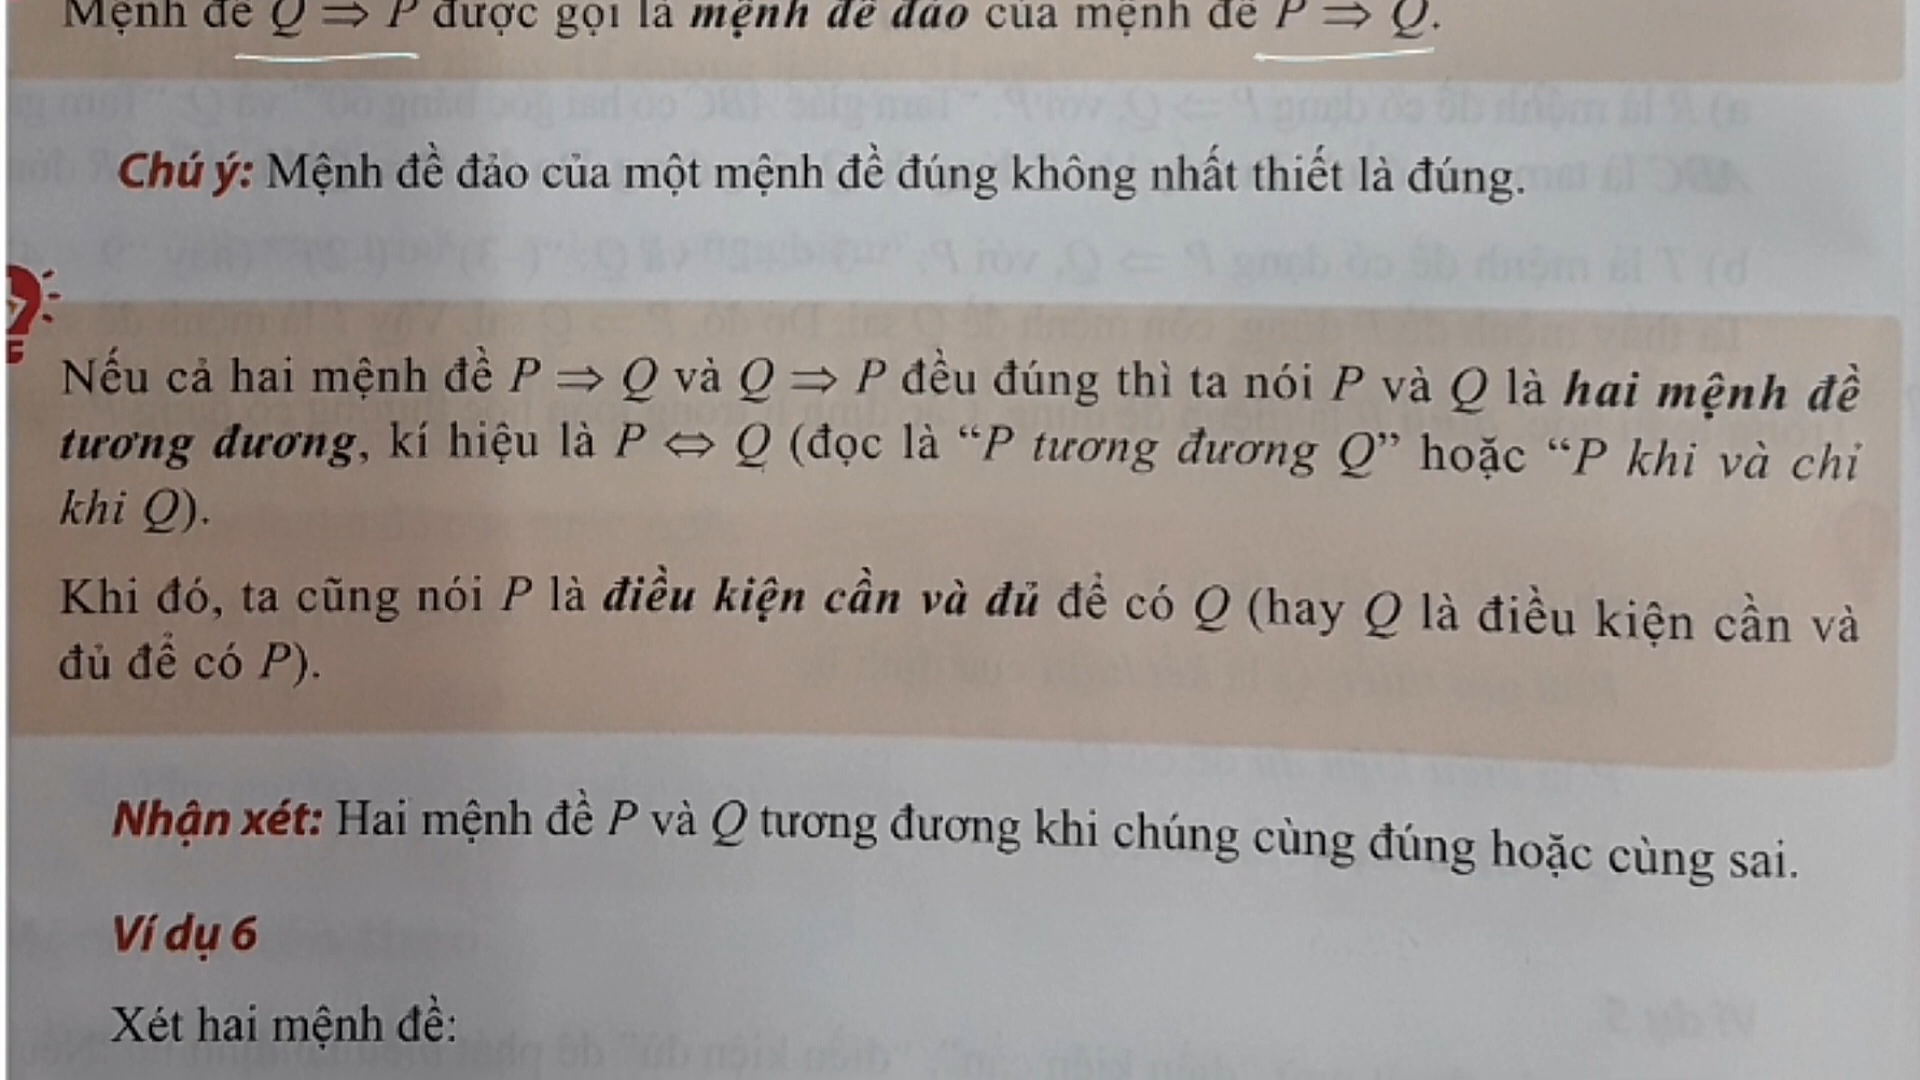 Mệnh đề Q ⇒ P được gọi là mệnh đề đảo của mệnh đề P ⇒ Q.
Chú ý: Mệnh đề đảo của một mệnh đề đúng không nhất thiết là đúng.
Nếu cả hai mệnh đề P ⇒ Q và Q ⇒ P đều đúng thì ta nói P và Q là hai mệnh đề
tương đương, kí hiệu là P ⇔ Q (đọc là “P tương đương Q” hoặc “P khi và chỉ
khi Q).
Khi đó, ta cũng nói P là điều kiện cần và đủ để có Q (hay Q là điều kiện cần và
đủ để có P).
Nhận xét: Hai mệnh đề P và Q tương đương khi chúng cùng đúng hoặc cùng sai.
Ví dụ 6
Xét hai mệnh đề: